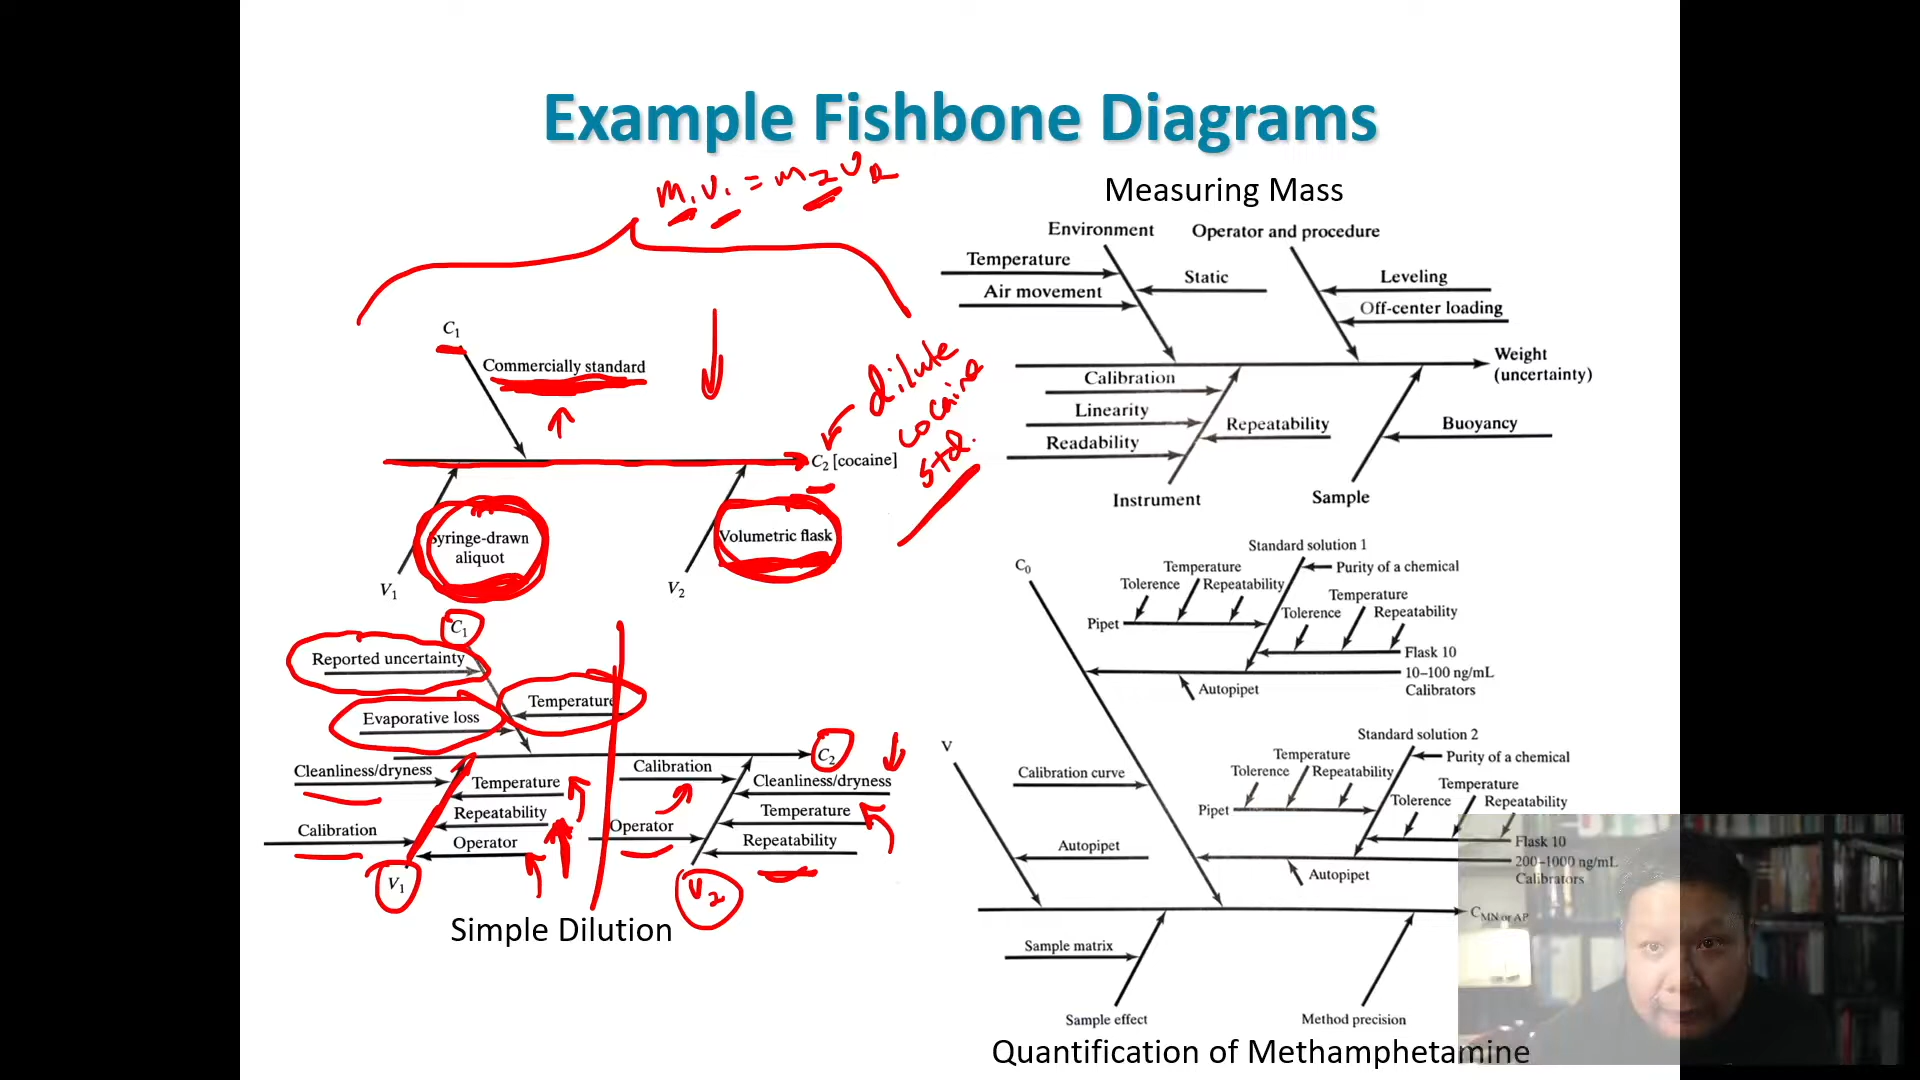 Example Fishbone Diagrams
m₁v₁ = m₂v₂
C₁
Commercially standard
C₂ [cocaine]
dilute
cocaine
std.
Syringe-drawn
aliquot
V₁
Volumetric flask
V₂
C₁
Reported uncertainty
Temperature
Evaporative loss
C₂
Cleanliness/dryness
Temperature
Repeatability
Calibration
Operator
V₁
Calibration
Cleanliness/dryness
Temperature
Operator
Repeatability
V₂
Simple Dilution
Measuring Mass
Environment
Operator and procedure
Temperature
Static
Air movement
Leveling
Off-center loading
Weight
(uncertainty)
Calibration
Linearity
Readability
Repeatability
Buoyancy
Instrument
Sample
C₀
Standard solution 1
Purity of a chemical
Temperature
Tolerence
Repeatability
Pipet
Temperature
Tolerence
Repeatability
Flask 10
10–100 ng/mL
Calibrators
Autopipet
V
Calibration curve
Standard solution 2
Purity of a chemical
Temperature
Tolerence
Repeatability
Pipet
Temperature
Tolerence
Repeatability
Flask 10
200–1000 ng/mL
Calibrators
Autopipet
Autopipet
C_MN or AP
Sample matrix
Sample effect
Method precision
Quantification of Methamphetamine